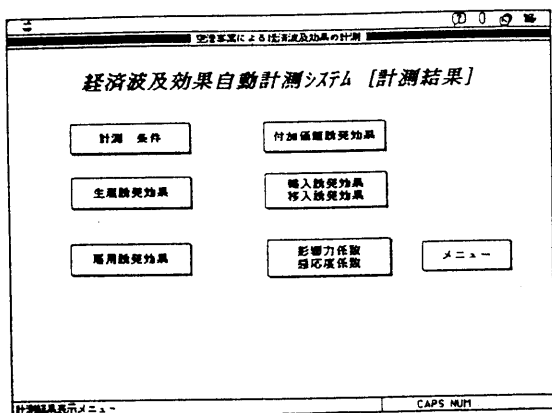 空港事業による経済波及効果の計測
経済波及効果自動計測システム [計測結果]
計測 条件
付加価値誘発効果
生産誘発効果
輸入誘発効果
移入誘発効果
雇用誘発効果
影響力係数
感応度係数
メニュー
計測結果表示メニュー
CAPS NUM